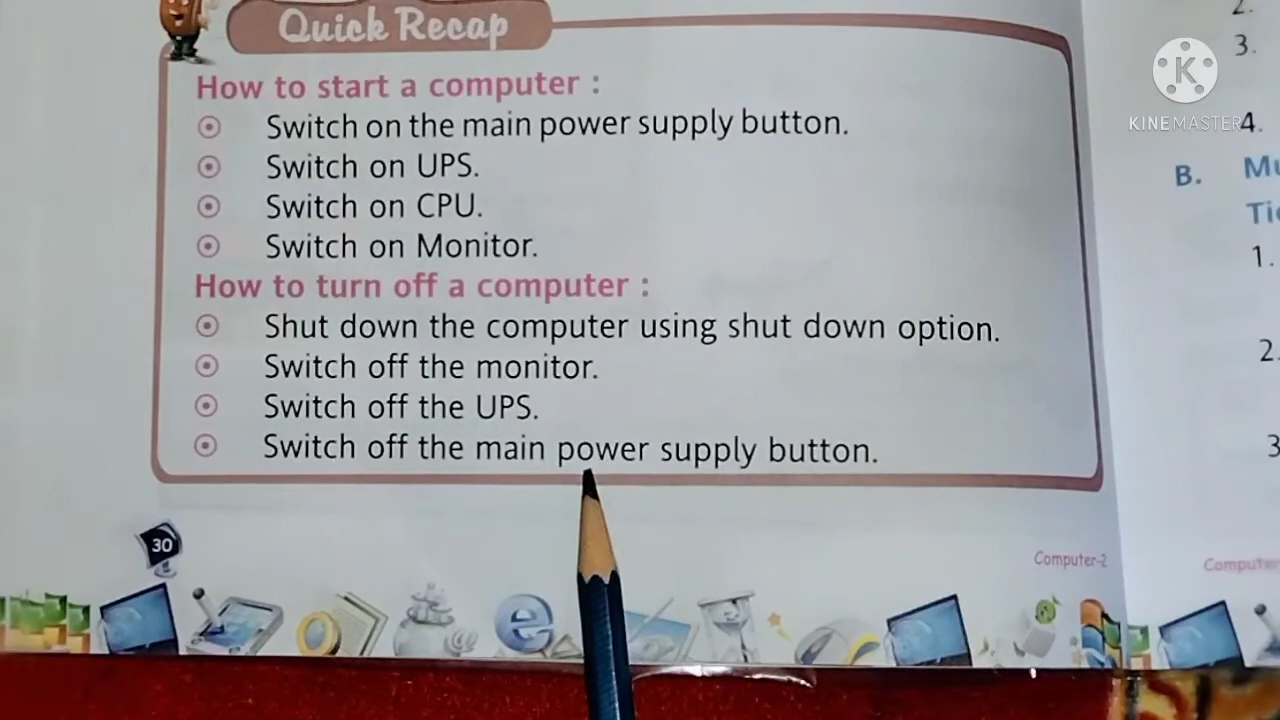 Quick Recap
How to start a computer :
Switch on the main power supply button.
Switch on UPS.
Switch on CPU.
Switch on Monitor.
How to turn off a computer :
Shut down the computer using shut down option.
Switch off the monitor.
Switch off the UPS.
Switch off the main power supply button.
30
Computer-2
2.
3.
4.
B.
1.
2.
3
Computer
K
KINEMASTER